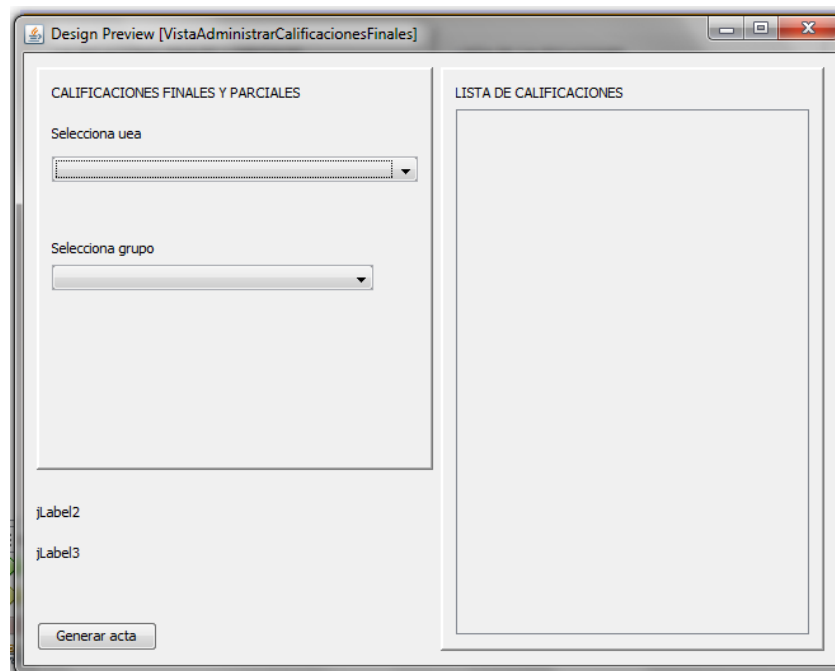 Design Preview [VistaAdministrarCalificacionesFinales]
CALIFICACIONES FINALES Y PARCIALES
Selecciona uea
Selecciona grupo
jLabel2
jLabel3
Generar acta
LISTA DE CALIFICACIONES